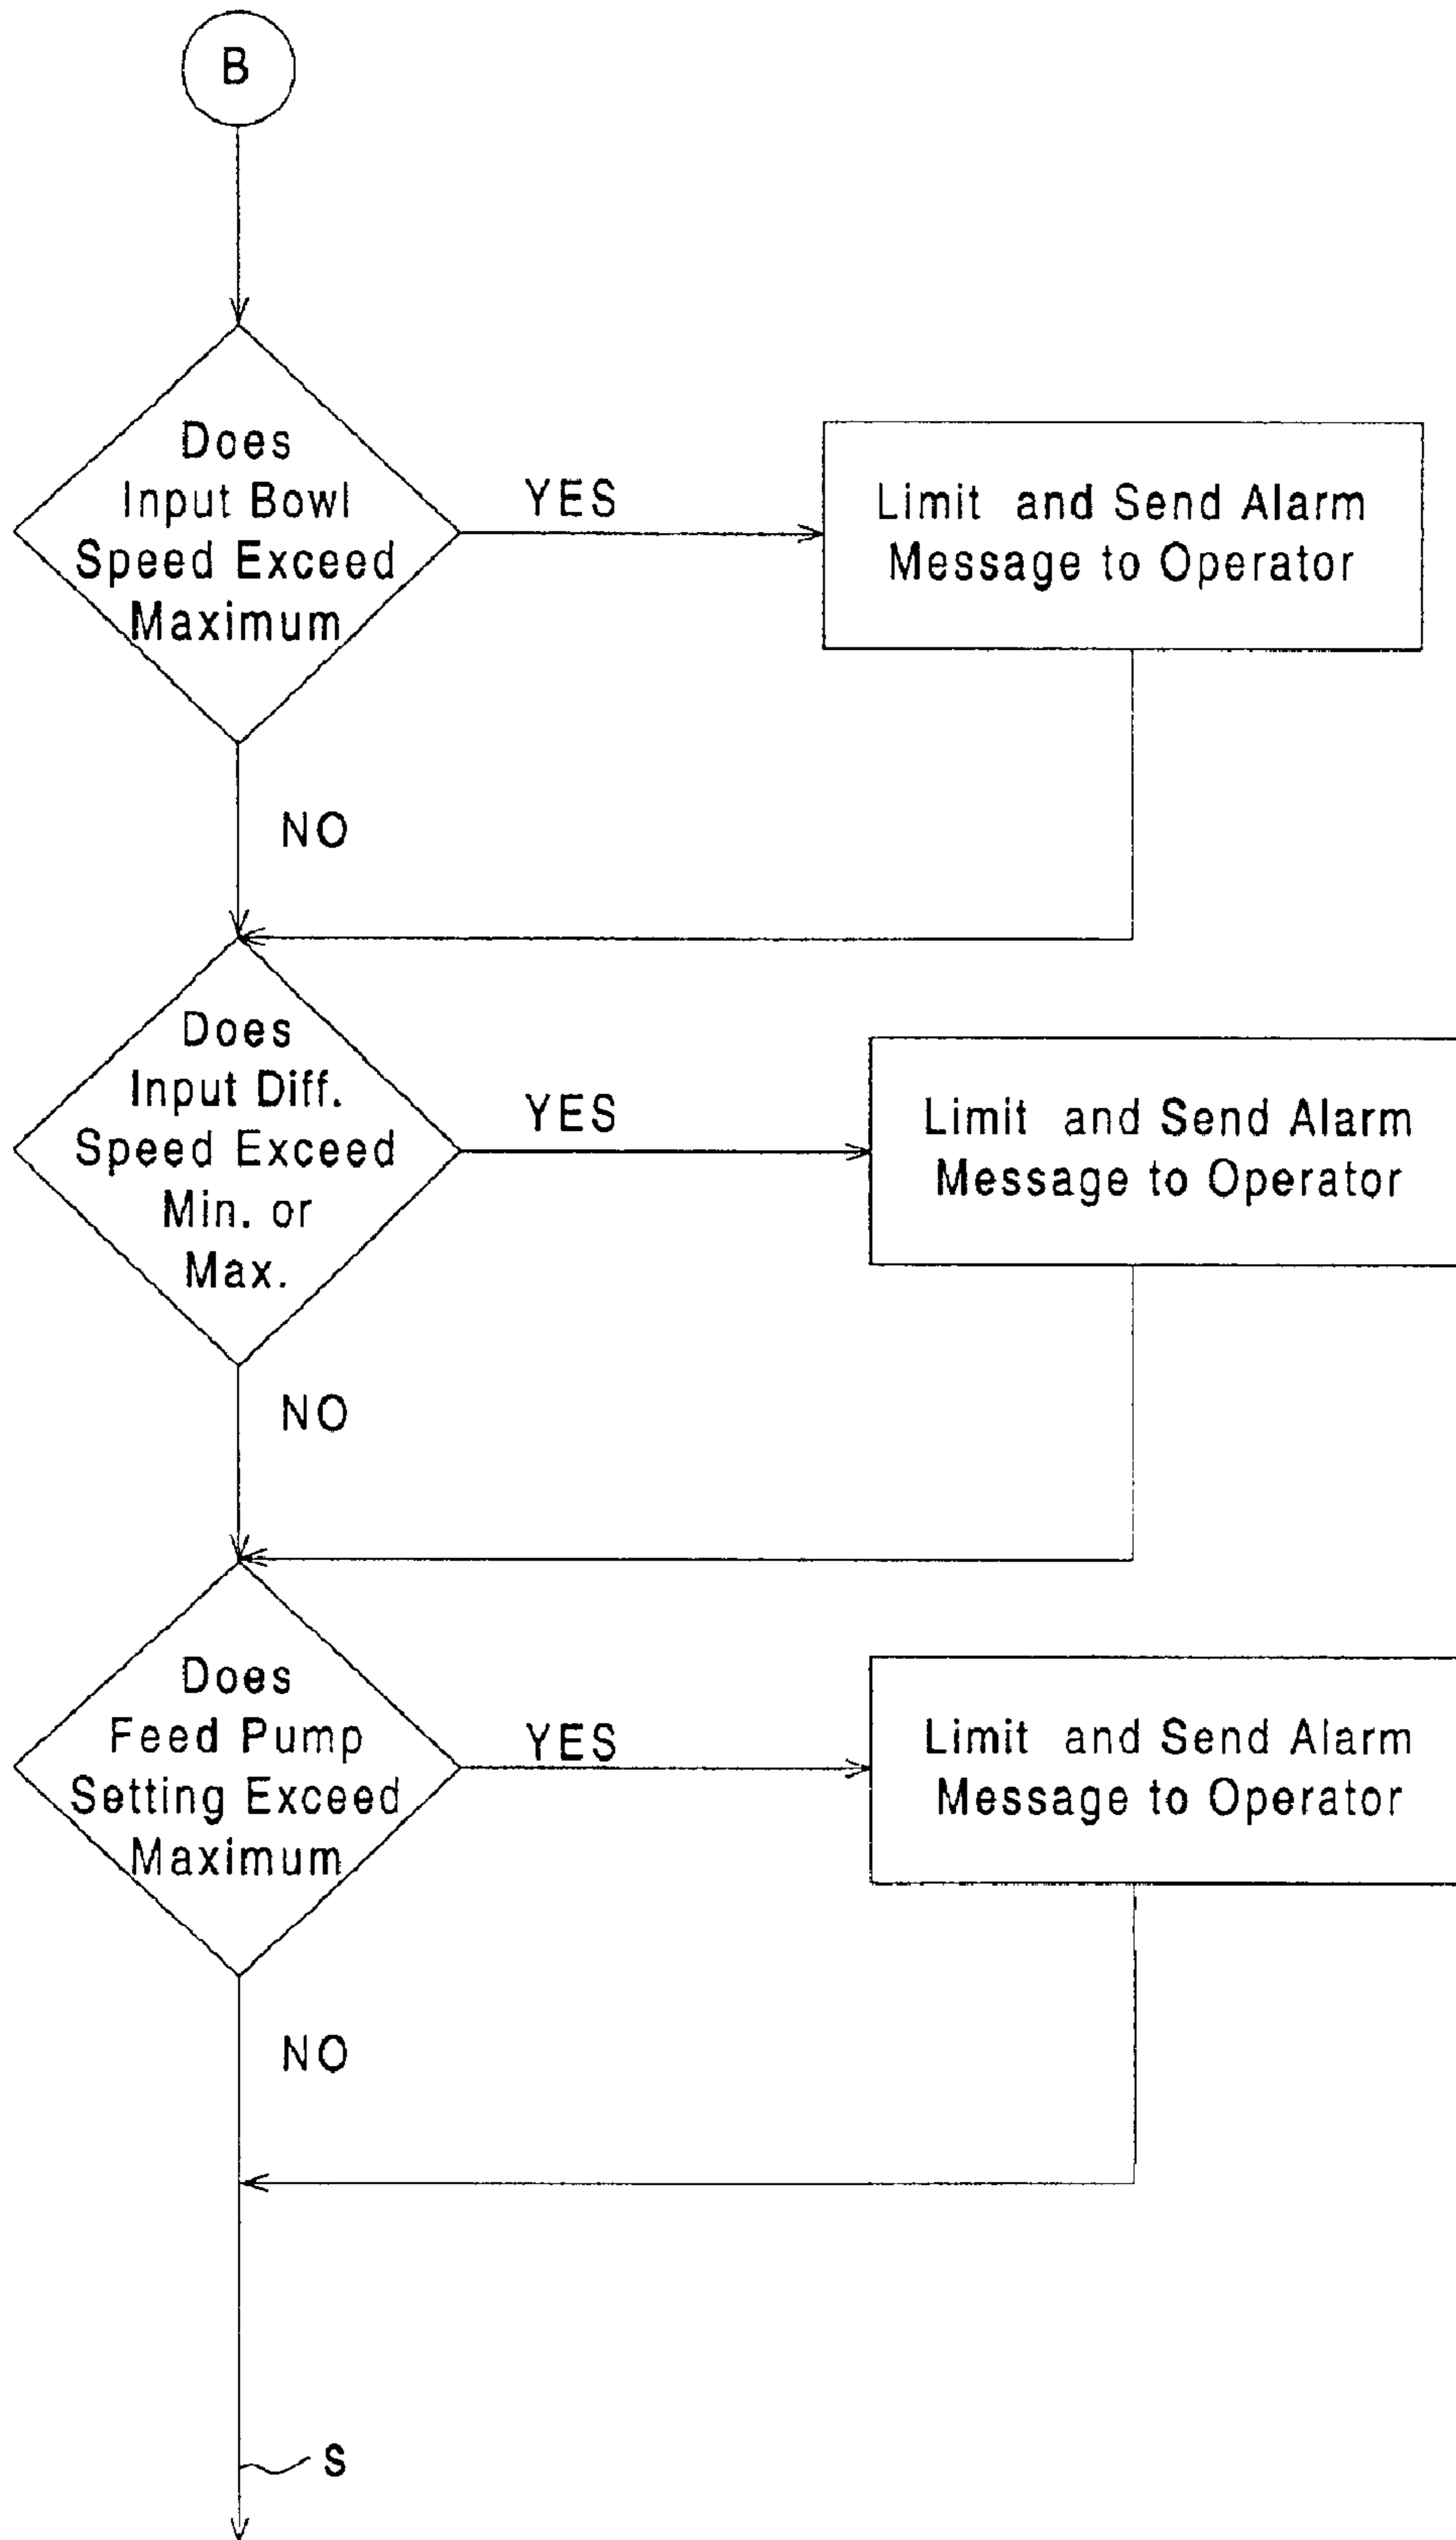 B
Does
Input Bowl
Speed Exceed
Maximum
YES
Limit and Send Alarm
Message to Operator
NO
Does
Input Diff.
Speed Exceed
Min. or
Max.
YES
Limit and Send Alarm
Message to Operator
NO
Does
Feed Pump
Setting Exceed
Maximum
YES
Limit and Send Alarm
Message to Operator
NO
S